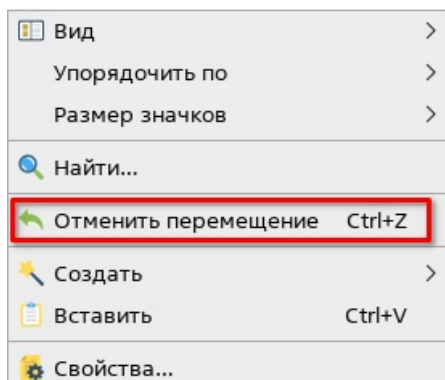 Вид
Упорядочить по
Размер значков
Найти...
Отменить перемещение Ctrl+Z
Создать
Вставить Ctrl+V
Свойства...